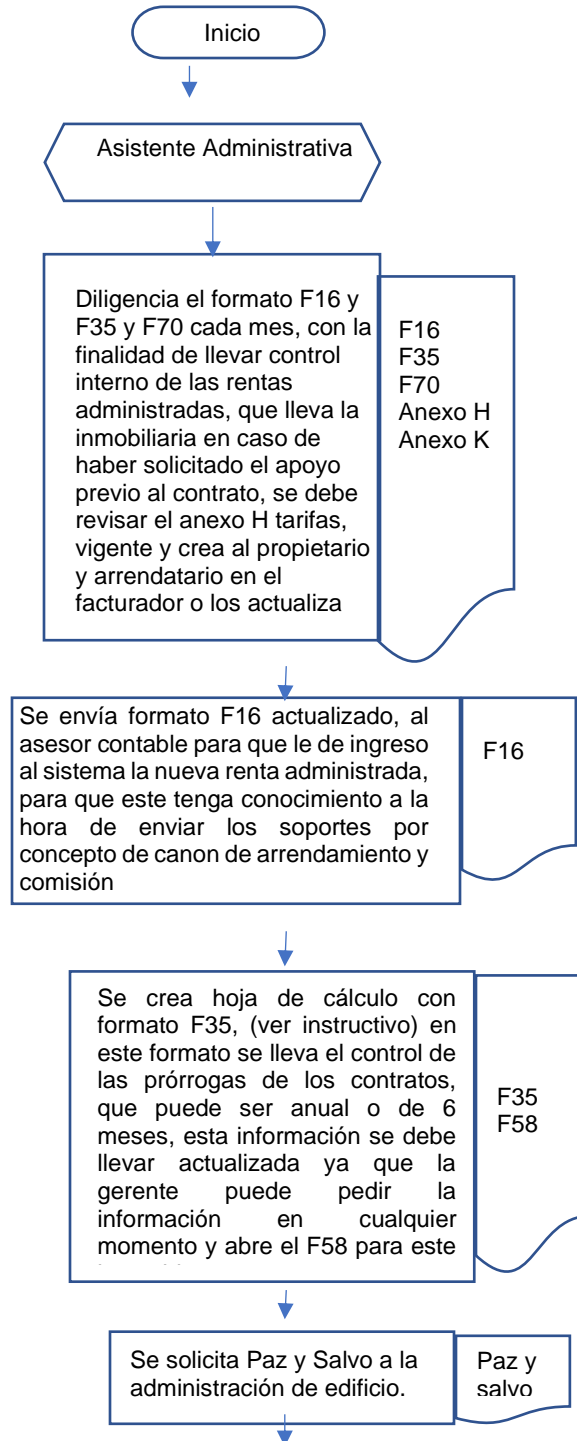 Inicio
Asistente Administrativa
Diligencia el formato F16 y
F35 y F70 cada mes, con la
finalidad de llevar control
interno de las rentas
administradas, que lleva la
inmobiliaria en caso de
haber solicitado el apoyo
previo al contrato, se debe
revisar el anexo H tarifas,
vigente y crea al propietario
y arrendatario en el
facturador o los actualiza
F16
F35
F70
Anexo H
Anexo K
Se envía formato F16 actualizado, al
asesor contable para que le de ingreso
al sistema la nueva renta administrada,
para que este tenga conocimiento a la
hora de enviar los soportes por
concepto de canon de arrendamiento y
comisión
F16
Se crea hoja de cálculo con
formato F35, (ver instructivo) en
este formato se lleva el control de
las prórrogas de los contratos,
que puede ser anual o de 6
meses, esta información se debe
llevar actualizada ya que la
gerente puede pedir la
información en cualquier
momento y abre el F58 para este
F35
F58
Se solicita Paz y Salvo a la
administración de edificio.
Paz y
salvo